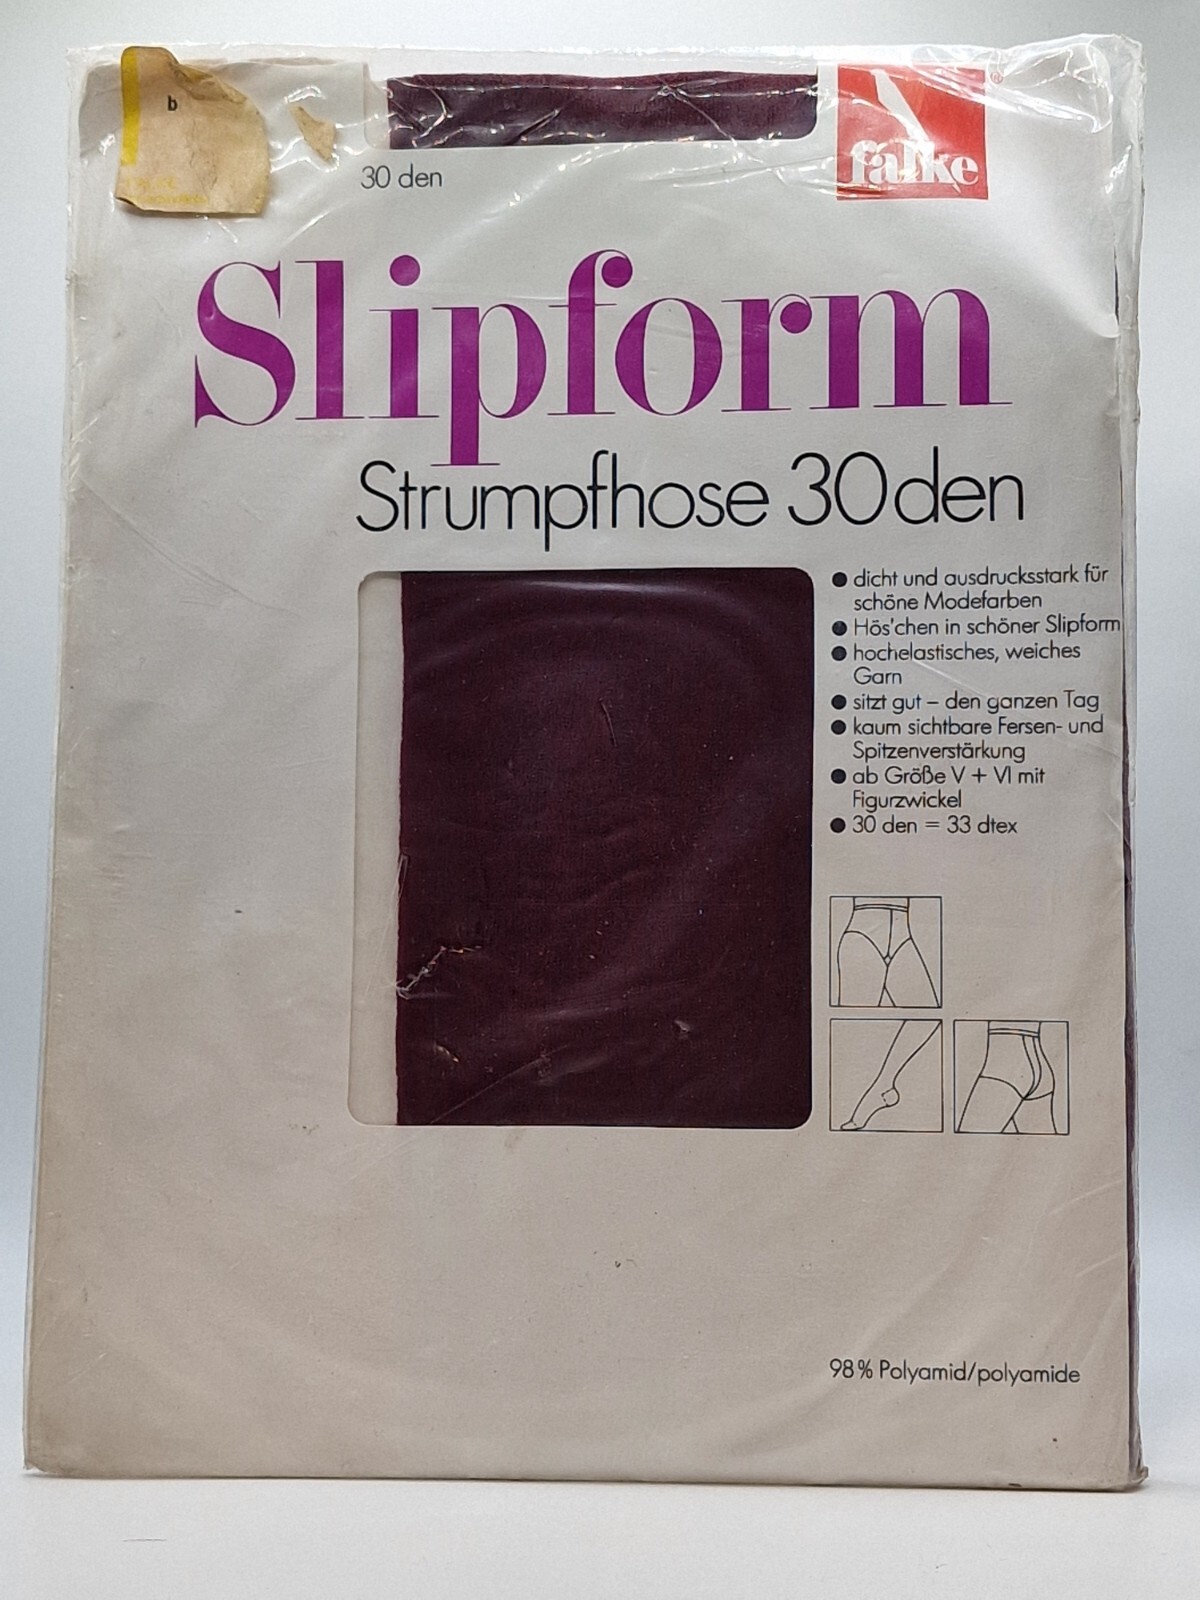 b
30 den
falke
®
Slipform
Strumpfhose 30 den
● dicht und ausdrucksstark für
schöne Modefarben
● Hös'chen in schöner Slipform
● hochelastisches, weiches
Garn
● sitzt gut – den ganzen Tag
● kaum sichtbare Fersen- und
Spitzenverstärkung
● ab Größe V + VI mit
Figurzwickel
● 30 den = 33 dtex
98% Polyamid/polyamide